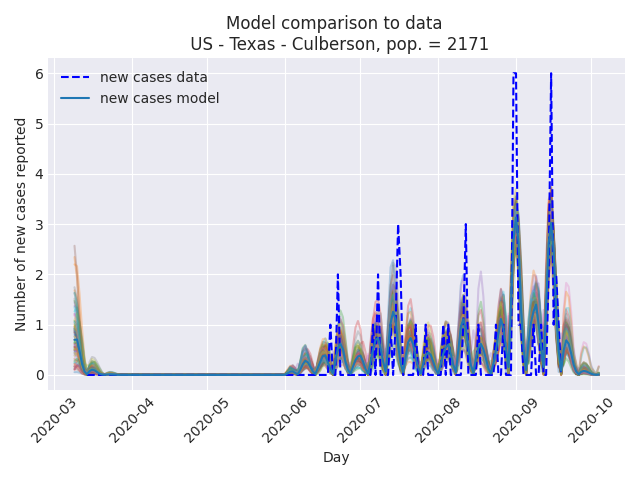 Model comparison to data
US - Texas - Culberson, pop. = 2171
new cases data
new cases model
Number of new cases reported
6
5
4
3
2
1
0
2020-03
2020-04
2020-05
2020-06
2020-07
2020-08
2020-09
2020-10
Day